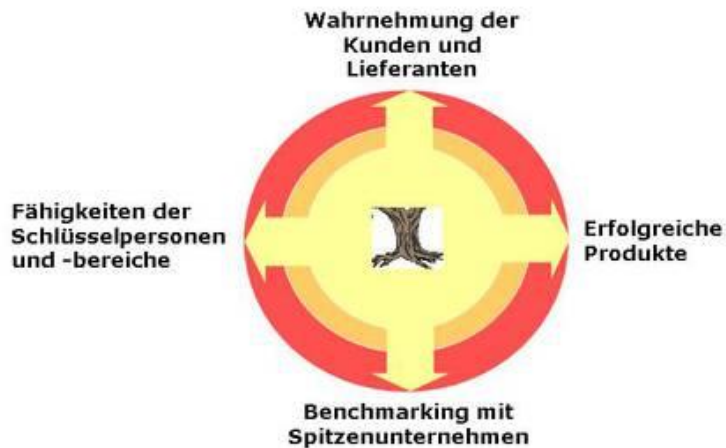 Wahrnehmung der
Kunden und
Lieferanten
Fähigkeiten der
Schlüsselpersonen
und -bereiche
Erfolgreiche
Produkte
Benchmarking mit
Spitzenunternehmen